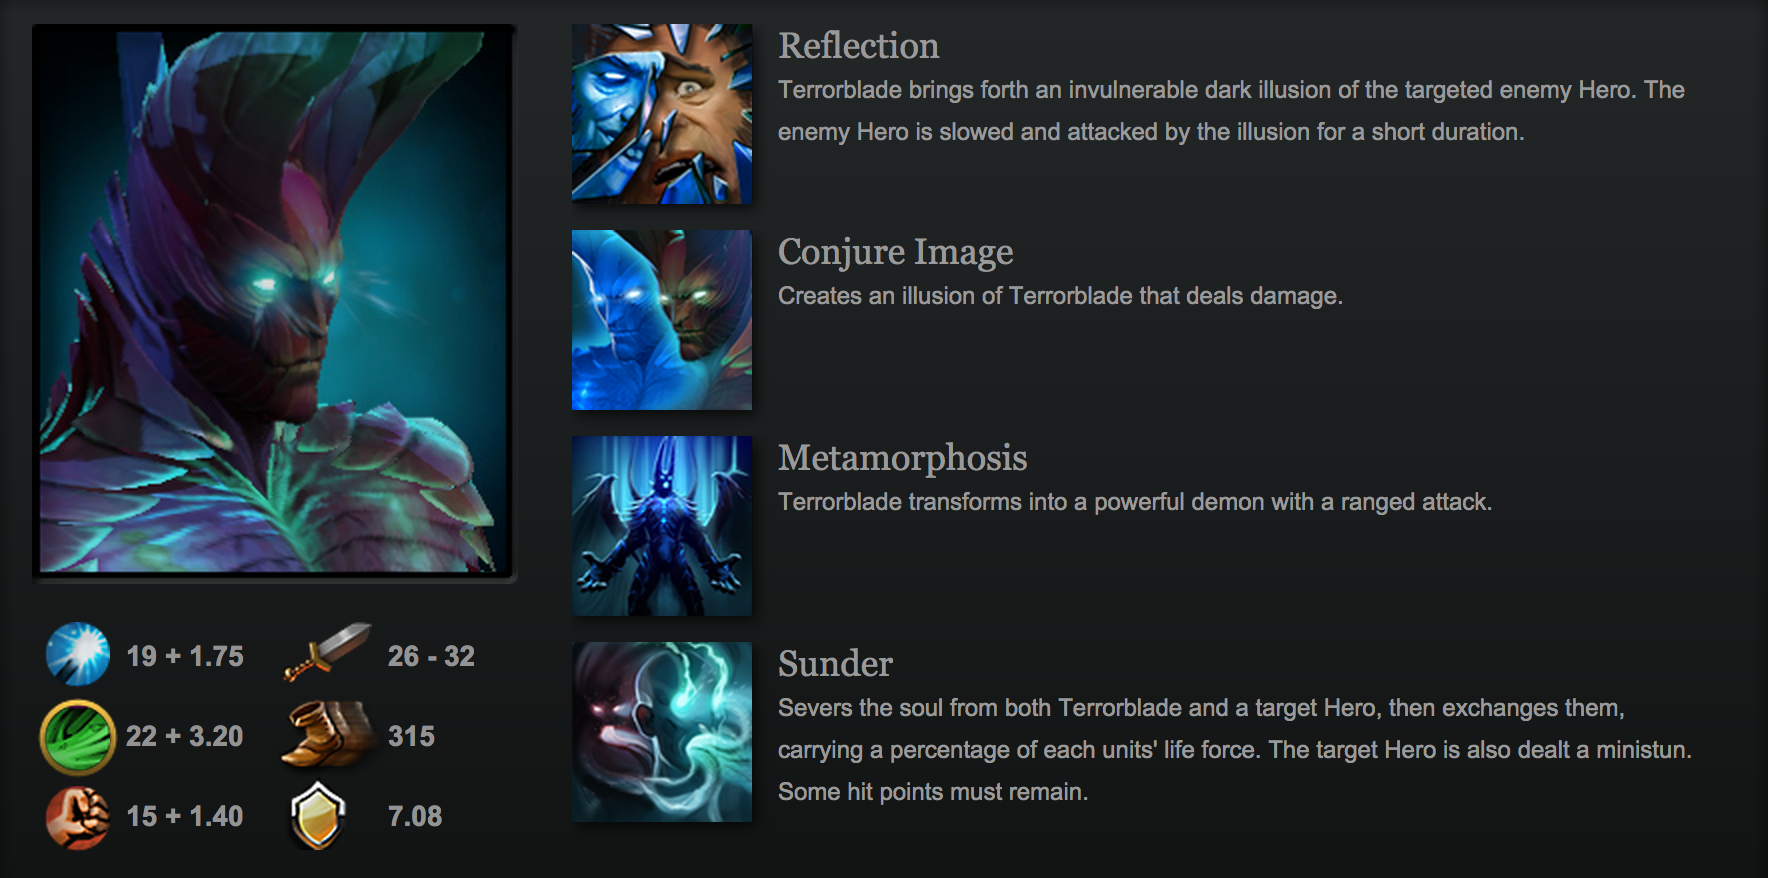 Reflection
Terrorblade brings forth an invulnerable dark illusion of the targeted enemy Hero. The
enemy Hero is slowed and attacked by the illusion for a short duration.
Conjure Image
Creates an illusion of Terrorblade that deals damage.
Metamorphosis
Terrorblade transforms into a powerful demon with a ranged attack.
Sunder
Severs the soul from both Terrorblade and a target Hero, then exchanges them,
carrying a percentage of each units' life force. The target Hero is also dealt a ministun.
Some hit points must remain.
19 + 1.75 26 - 32
22 + 3.20 315
15 + 1.40 7.08